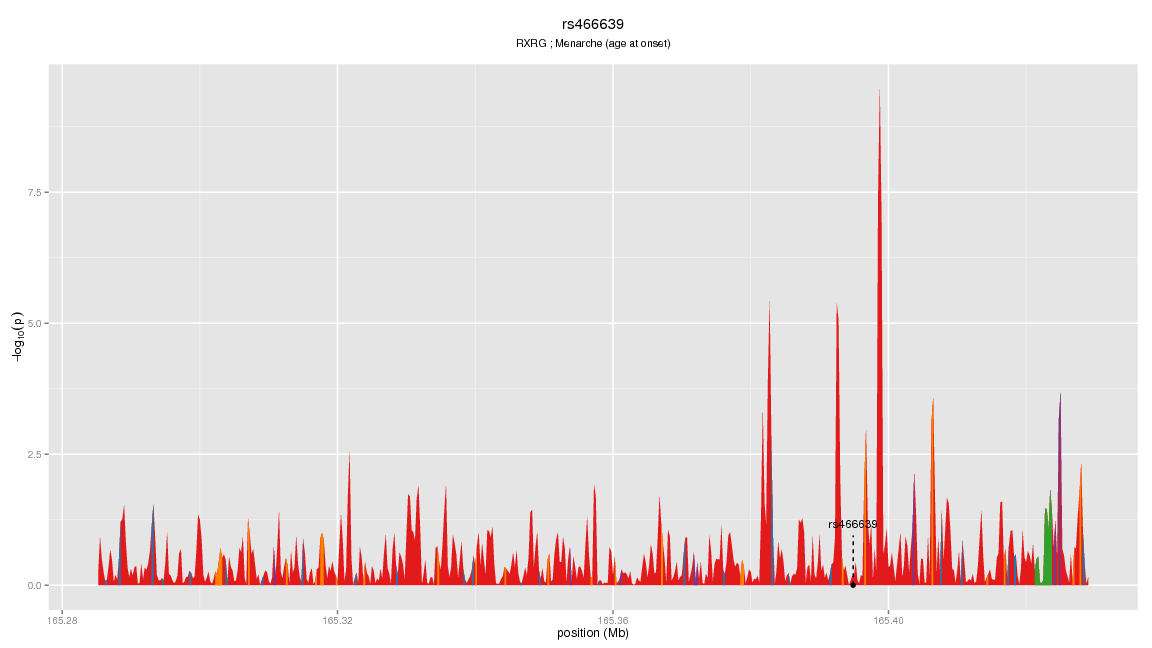 rs466639
RXRG ; Menarche (age at onset)
−log10(p)
7.5
5.0
2.5
0.0
rs466639
165.28
165.32
165.36
165.40
position (Mb)